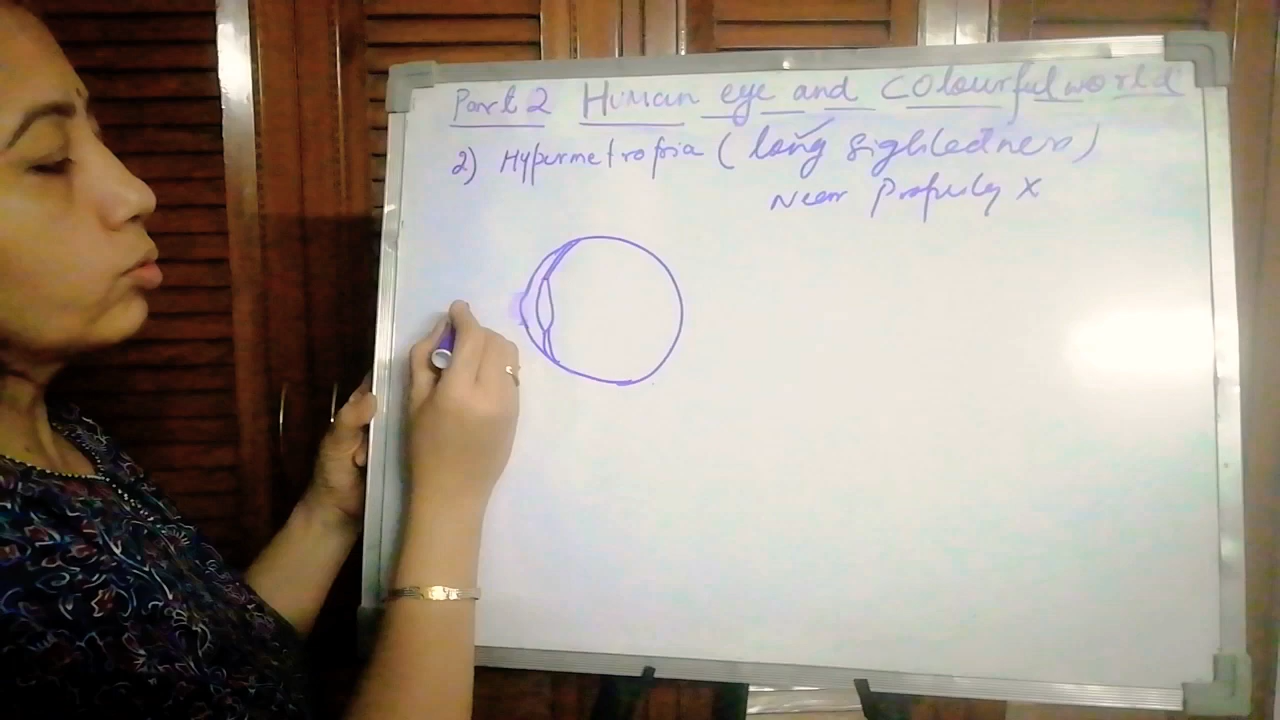 Part 2 Human eye and Colourful world
2) Hypermetropia (long sightedness)
Near Properly X